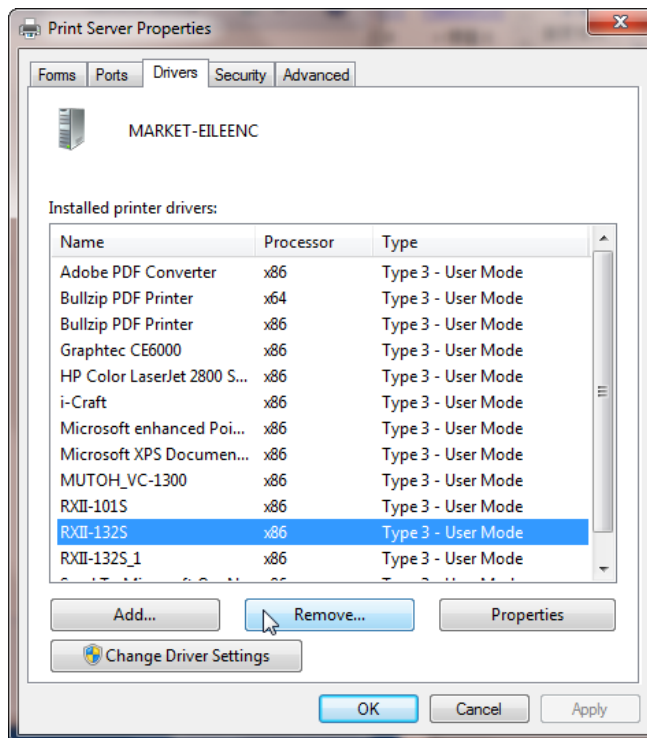 Print Server Properties
Forms Ports Drivers Security Advanced
MARKET-EILEENC
Installed printer drivers:
Name Processor Type
Adobe PDF Converter x86 Type 3 - User Mode
Bullzip PDF Printer x64 Type 3 - User Mode
Bullzip PDF Printer x86 Type 3 - User Mode
Graphtec CE6000 x86 Type 3 - User Mode
HP Color LaserJet 2800 S... x86 Type 3 - User Mode
i-Craft x86 Type 3 - User Mode
Microsoft enhanced Poi... x86 Type 3 - User Mode
Microsoft XPS Documen... x86 Type 3 - User Mode
MUTOH_VC-1300 x86 Type 3 - User Mode
RXII-101S x86 Type 3 - User Mode
RXII-132S x86 Type 3 - User Mode
RXII-132S_1 x86 Type 3 - User Mode
Add... Remove... Properties
Change Driver Settings
OK Cancel Apply